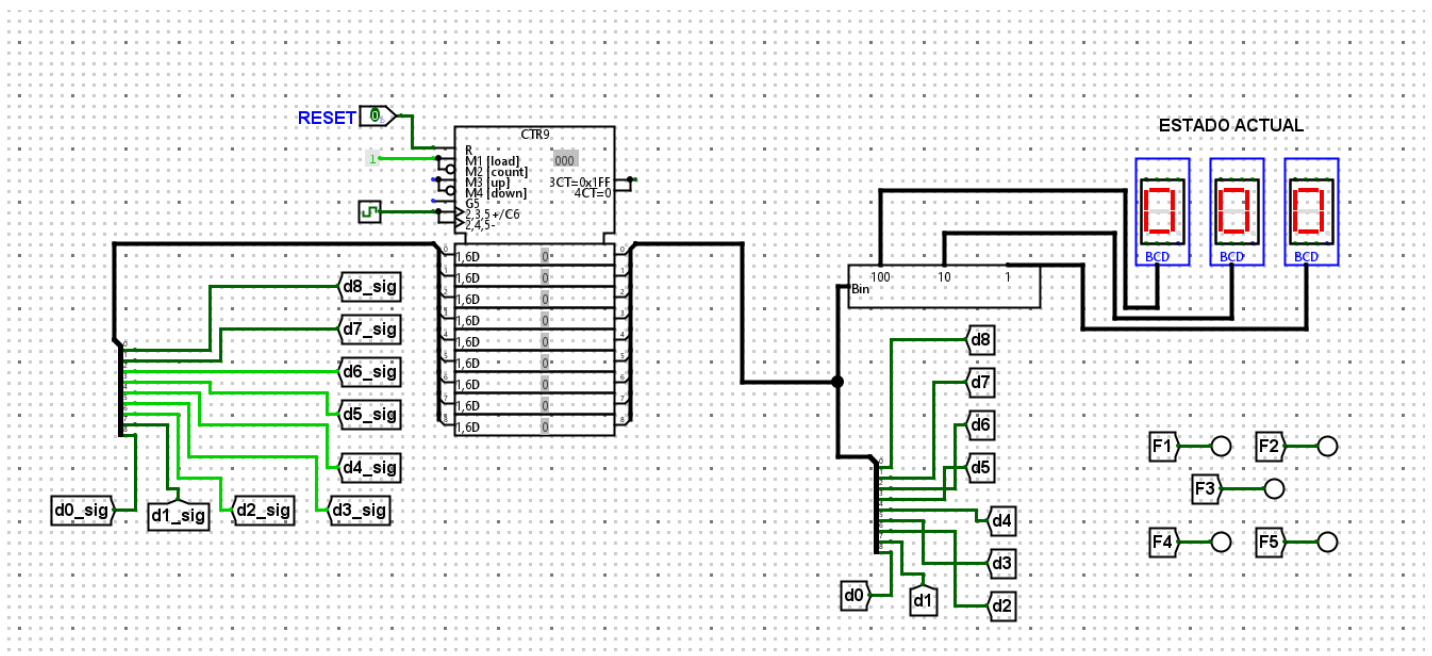 RESET
0
1
CTR9
R
M1 [load]
M2 [count]
M3 [up]
M4 [down]
G5
2,3,5+/C6
2,4,5-
000
3CT=0x1FF
4CT=0
1,6D 0
1,6D 0
1,6D 0
1,6D 0
1,6D 0
1,6D 0
1,6D 0
1,6D 0
1,6D 0
d8_sig
d7_sig
d6_sig
d5_sig
d4_sig
d0_sig
d1_sig
d2_sig
d3_sig
100 10 1
Bin
ESTADO ACTUAL
0 0 0
BCD BCD BCD
d8
d7
d6
d5
d4
d3
d0
d1
d2
F1 F2
F3
F4 F5